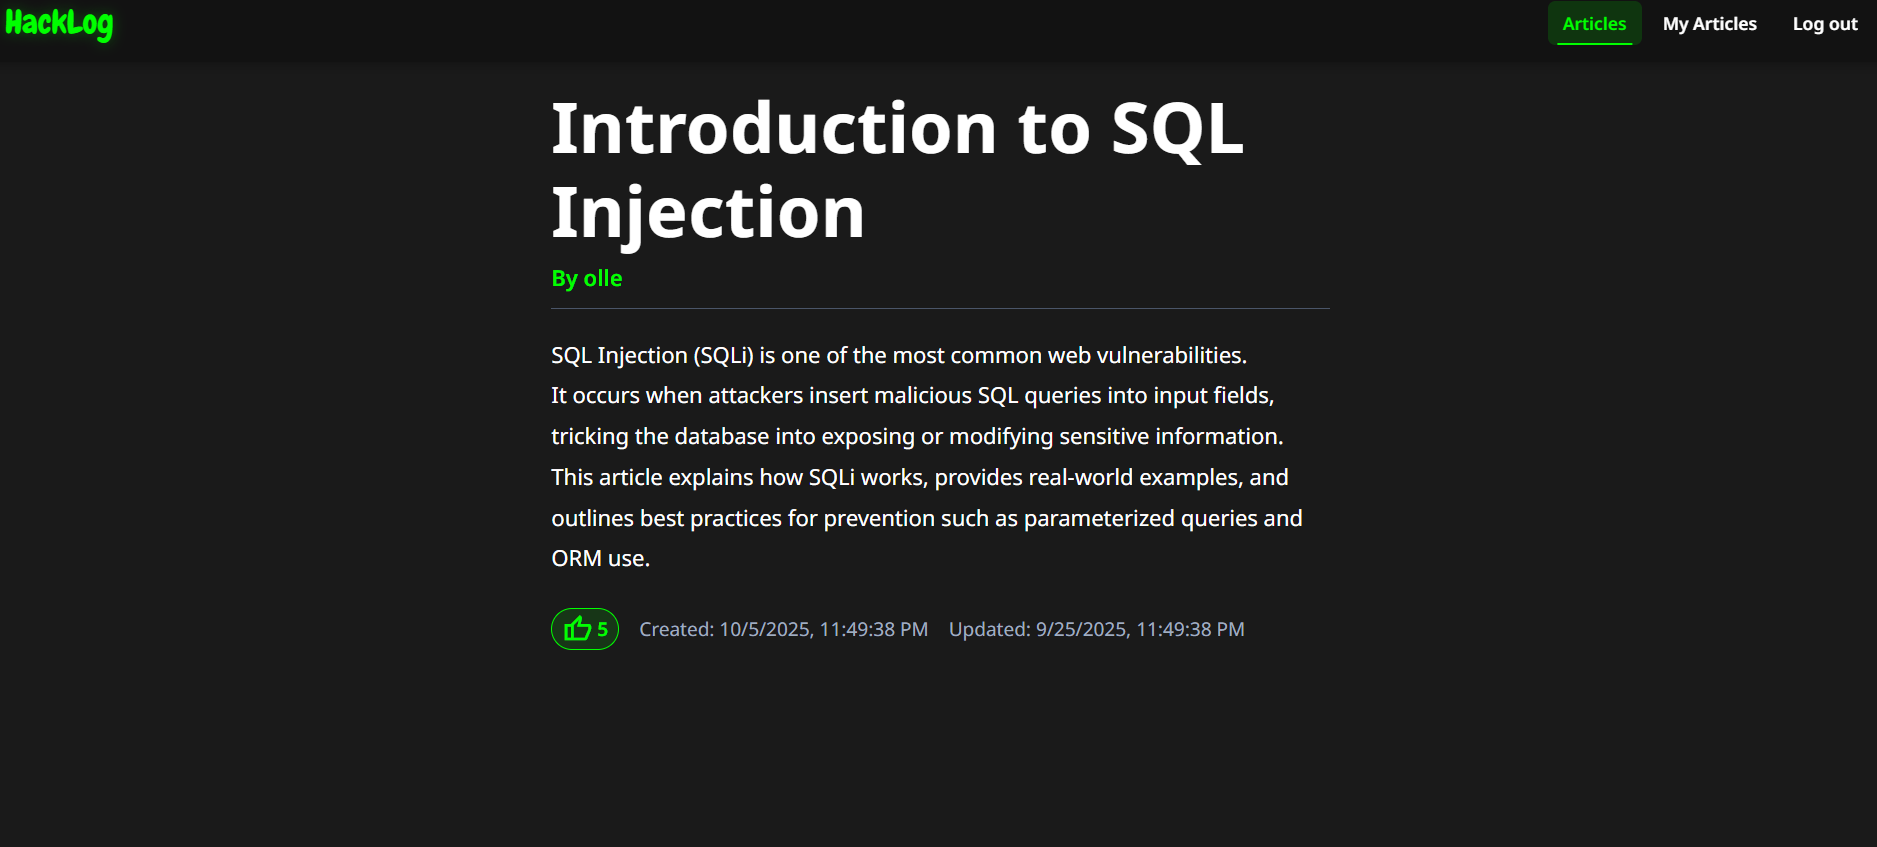 HackLog
Articles
My Articles
Log out
Introduction to SQL
Injection
By olle
SQL Injection (SQLi) is one of the most common web vulnerabilities.
It occurs when attackers insert malicious SQL queries into input fields,
tricking the database into exposing or modifying sensitive information.
This article explains how SQLi works, provides real-world examples, and
outlines best practices for prevention such as parameterized queries and
ORM use.
5
Created: 10/5/2025, 11:49:38 PM
Updated: 9/25/2025, 11:49:38 PM